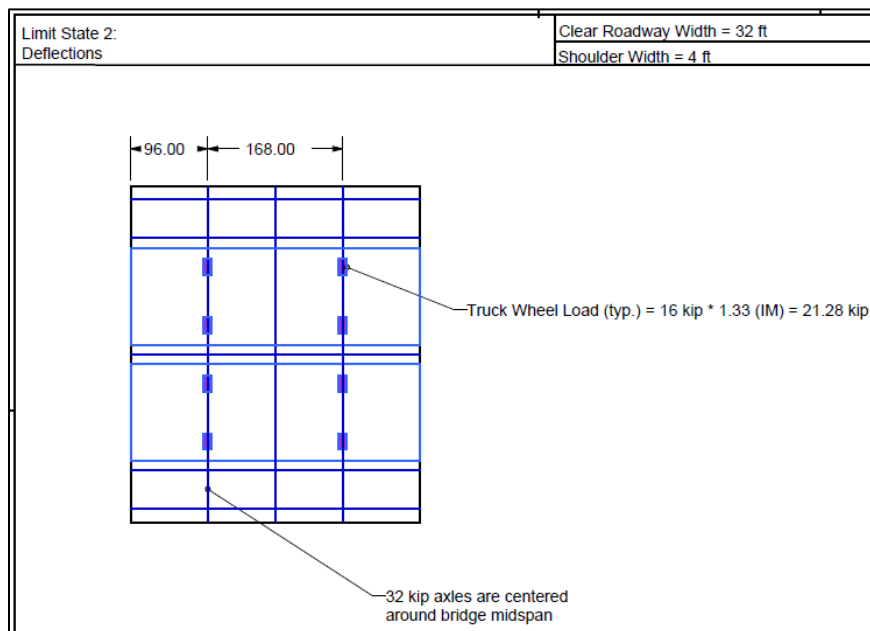 Limit State 2:
Deflections
Clear Roadway Width = 32 ft
Shoulder Width = 4 ft
96.00
168.00
Truck Wheel Load (typ.) = 16 kip * 1.33 (IM) = 21.28 kip
32 kip axles are centered
around bridge midspan